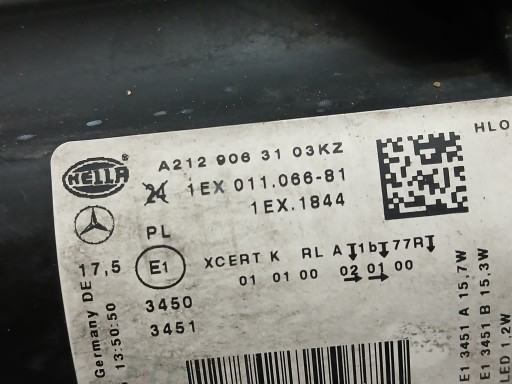 HELLA
A212 906 31 03KZ
1EX 011.066-81
1EX.1844
HLO
PL
17,5
E1
XCERT K RL A 1b 77R
01 01 00 02 01 00
3450
3451
Germany DE
13:50:50
E1 3451 A 15,7W
E1 3451 B 15,3W
LED 1,2W